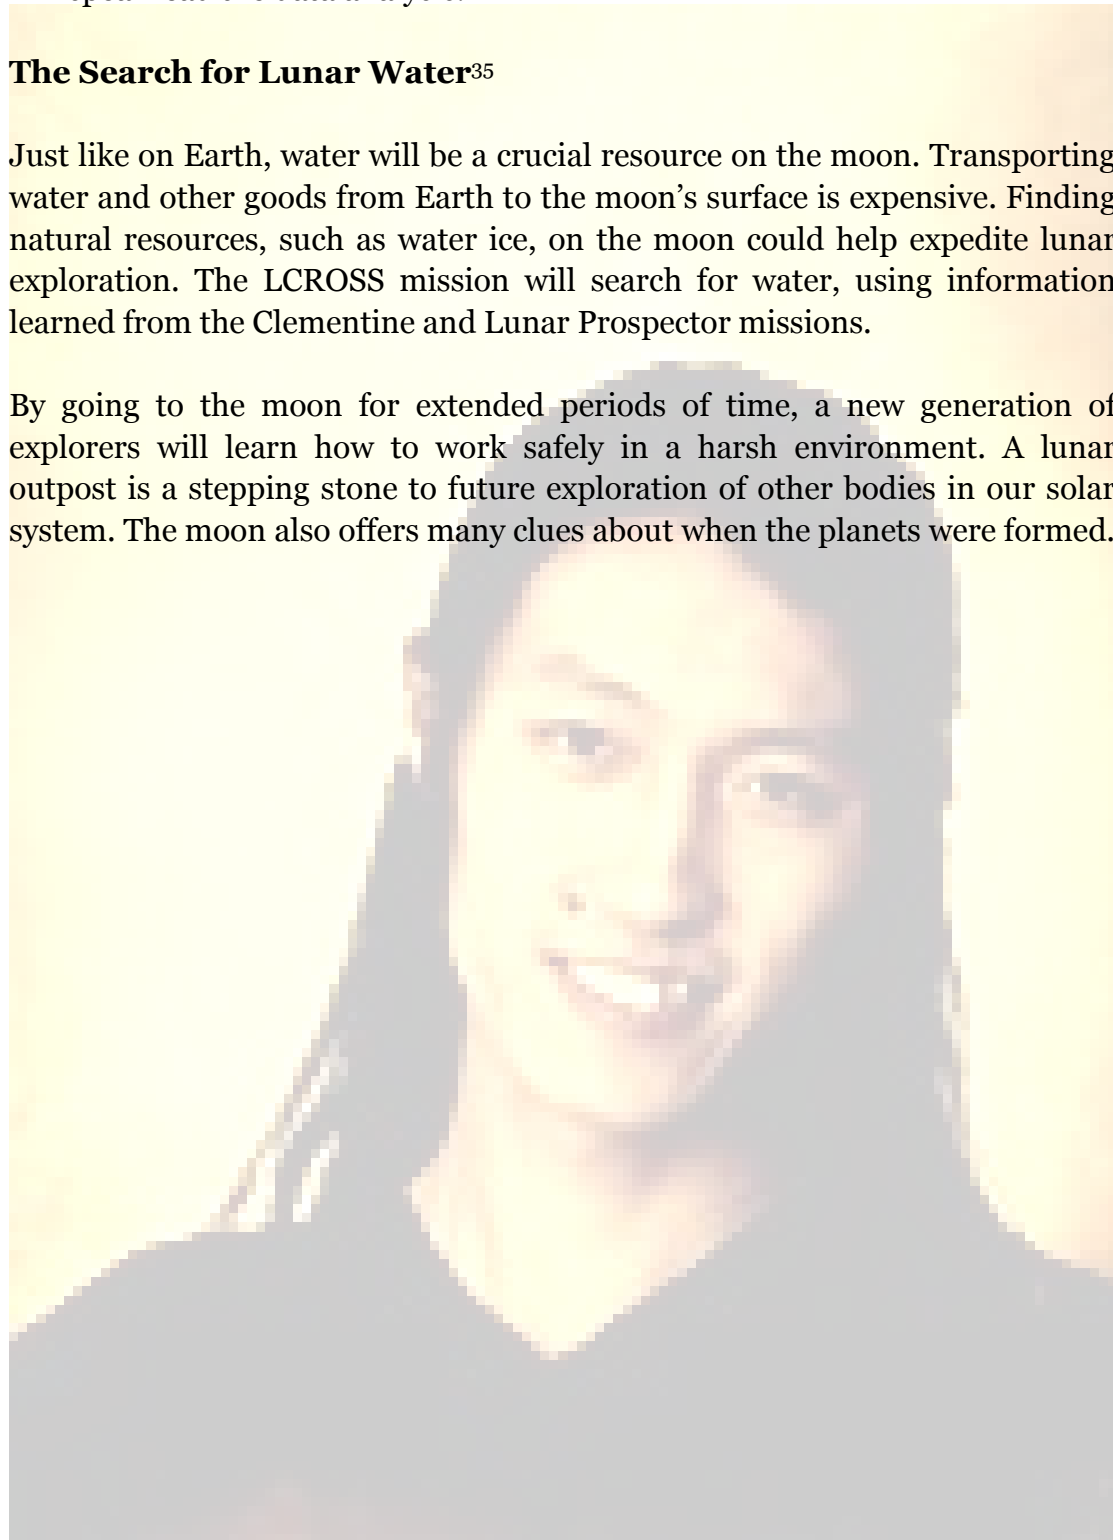 The Search for Lunar Water35
Just like on Earth, water will be a crucial resource on the moon. Transporting
water and other goods from Earth to the moon’s surface is expensive. Finding
natural resources, such as water ice, on the moon could help expedite lunar
exploration. The LCROSS mission will search for water, using information
learned from the Clementine and Lunar Prospector missions.
By going to the moon for extended periods of time, a new generation of
explorers will learn how to work safely in a harsh environment. A lunar
outpost is a stepping stone to future exploration of other bodies in our solar
system. The moon also offers many clues about when the planets were formed.